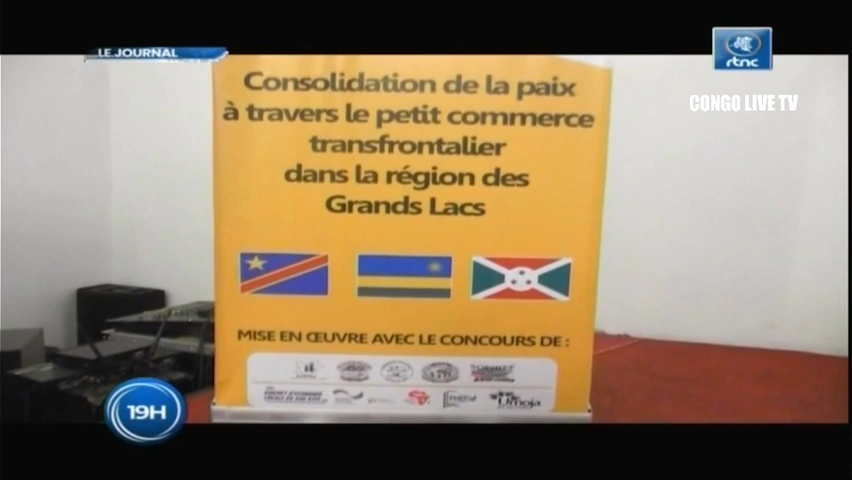 LE JOURNAL
rtnc
CONGO LIVE TV
Consolidation de la paix
à travers le petit commerce
transfrontalier
dans la région des
Grands Lacs
MISE EN ŒUVRE AVEC LE CONCOURS DE :
Umoja
19H